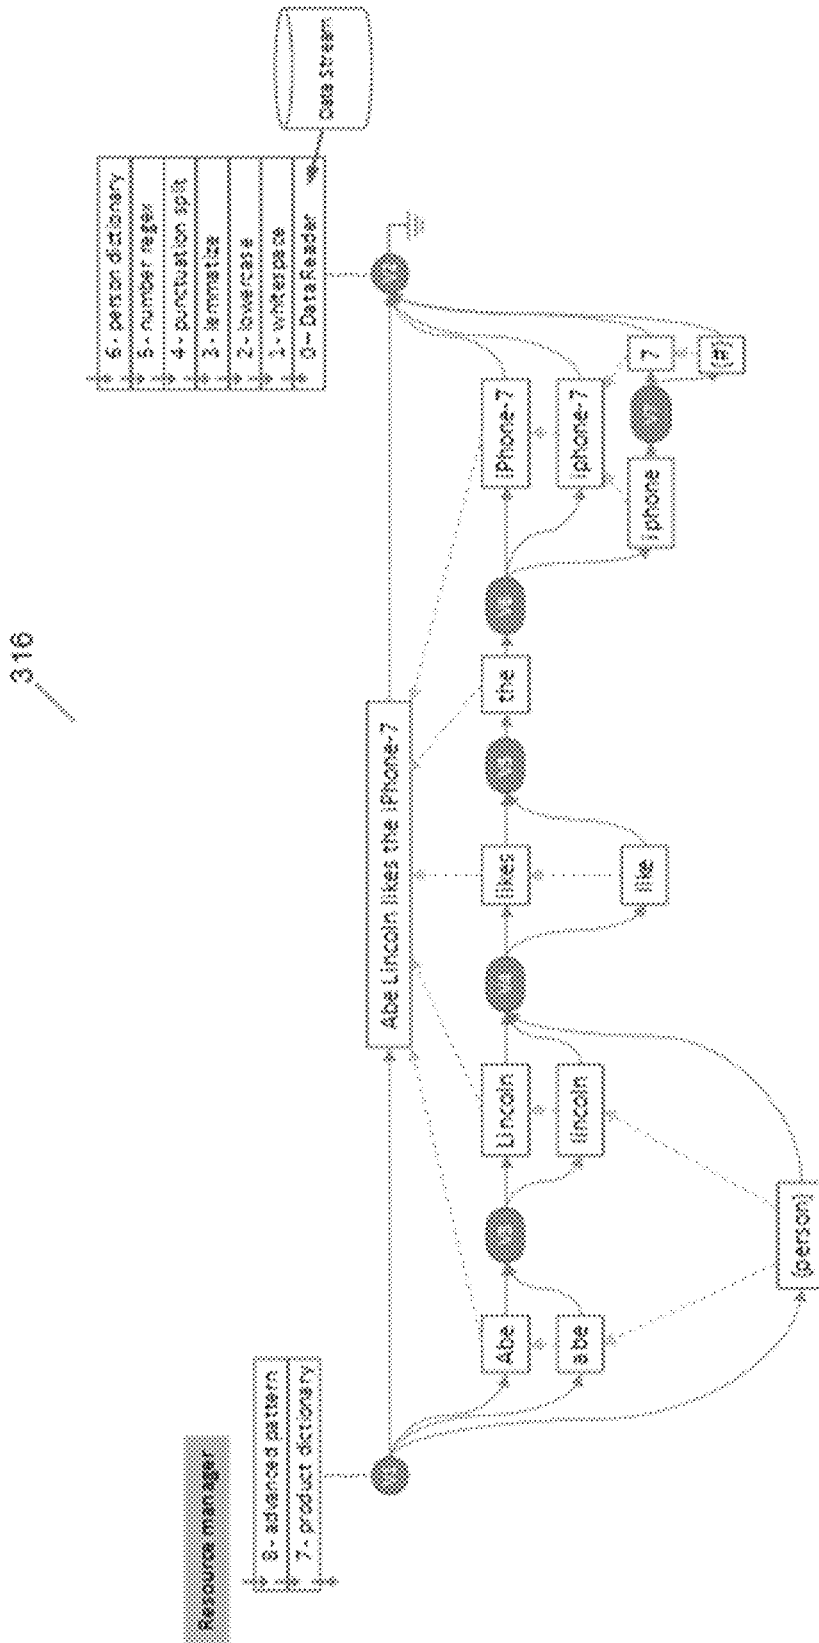 316
Resource manager
8- advanced pattern
7- product dictionary
6- person dictionary
5- number regex
4- punctuation split
3- lemmatize
2- lowercase
1- whitespace
0- DataReader
Data Stream
Abe Lincoln likes the iPhone-7
Abe
Lincoln
likes
the
iPhone-7
abe
lincoln
like
iphone-7
iphone
7
{#}
{person}